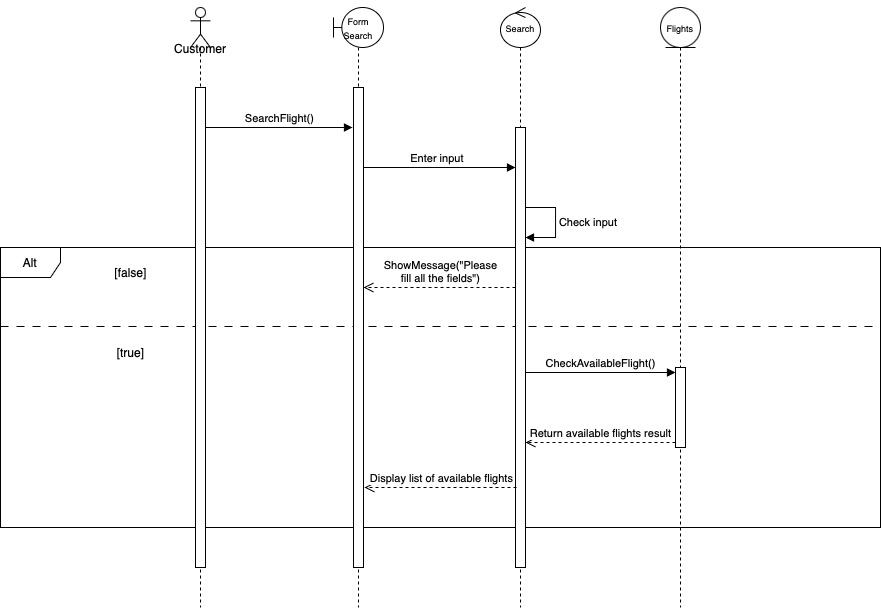 Customer
Form
Search
Search
Flights
SearchFlight()
Enter input
Check input
Alt
[false]
ShowMessage("Please
fill all the fields")
[true]
CheckAvailableFlight()
Return available flights result
Display list of available flights